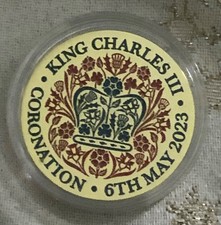 · KING CHARLES III ·
CORONATION · 6TH MAY 2023